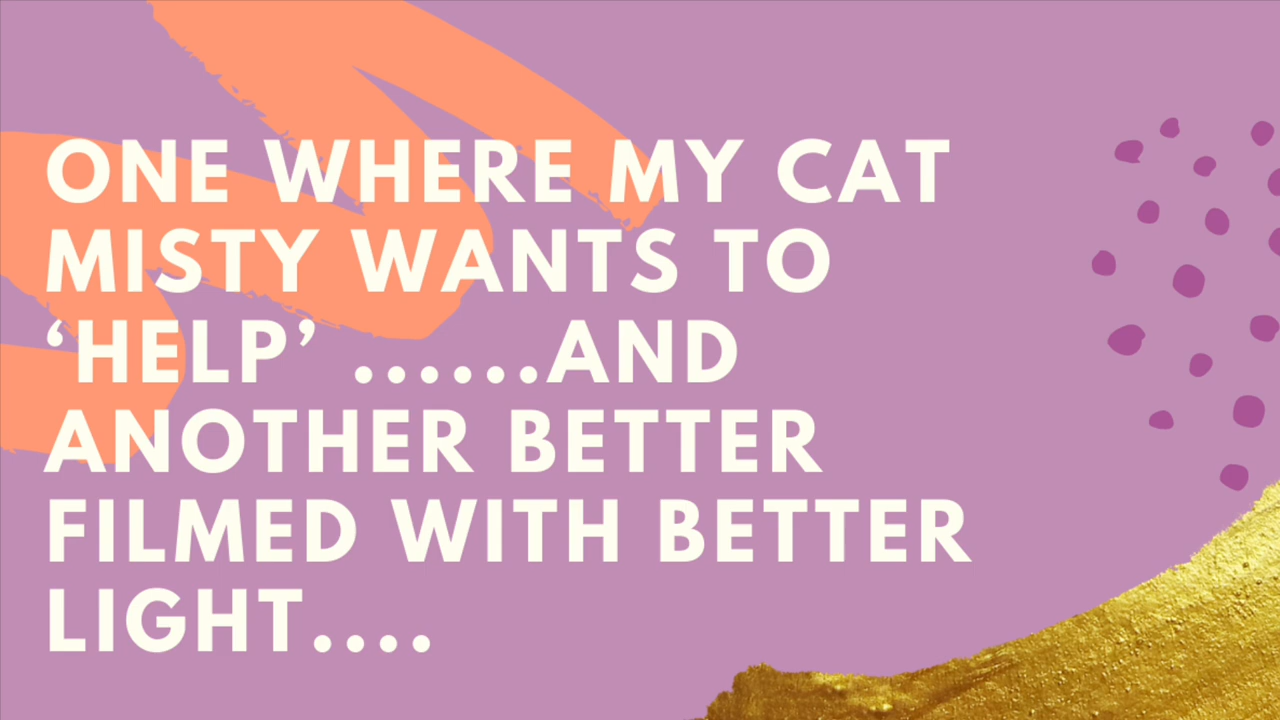 ONE WHERE MY CAT
MISTY WANTS TO
‘HELP’ ......AND
ANOTHER BETTER
FILMED WITH BETTER
LIGHT....